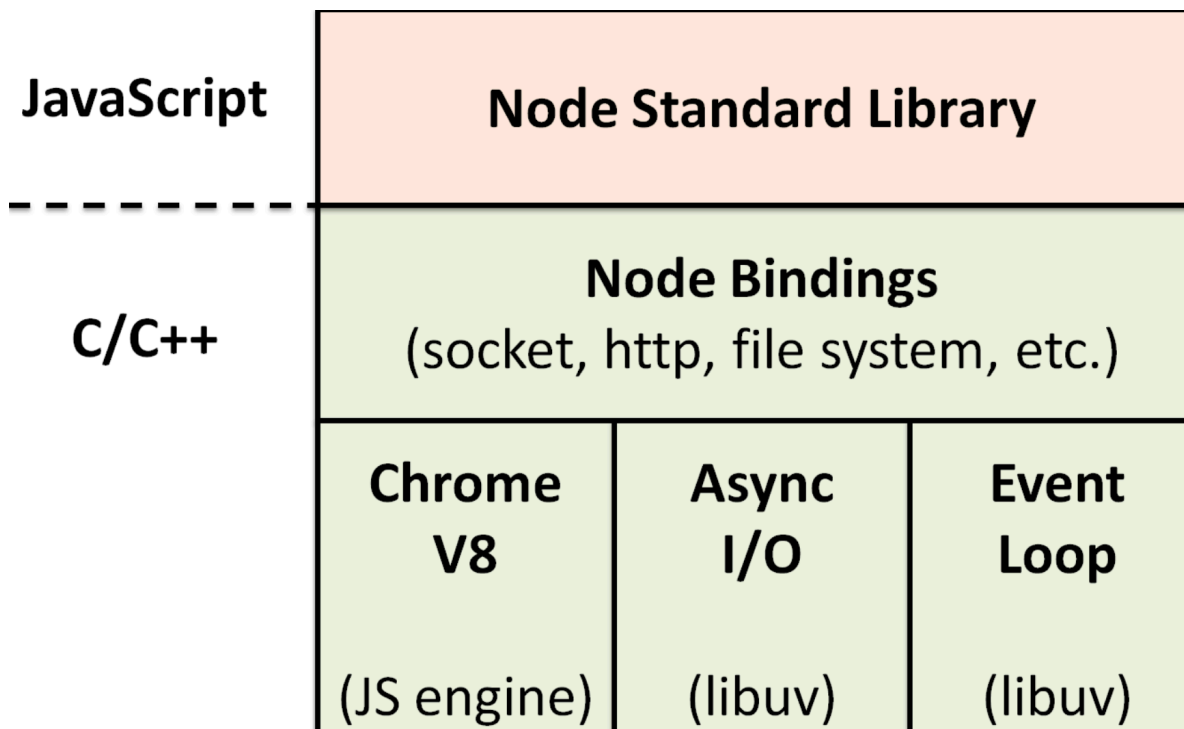 JavaScript
Node Standard Library
C/C++
Node Bindings
(socket, http, file system, etc.)
Chrome
V8
(JS engine)
Async
I/O
(libuv)
Event
Loop
(libuv)